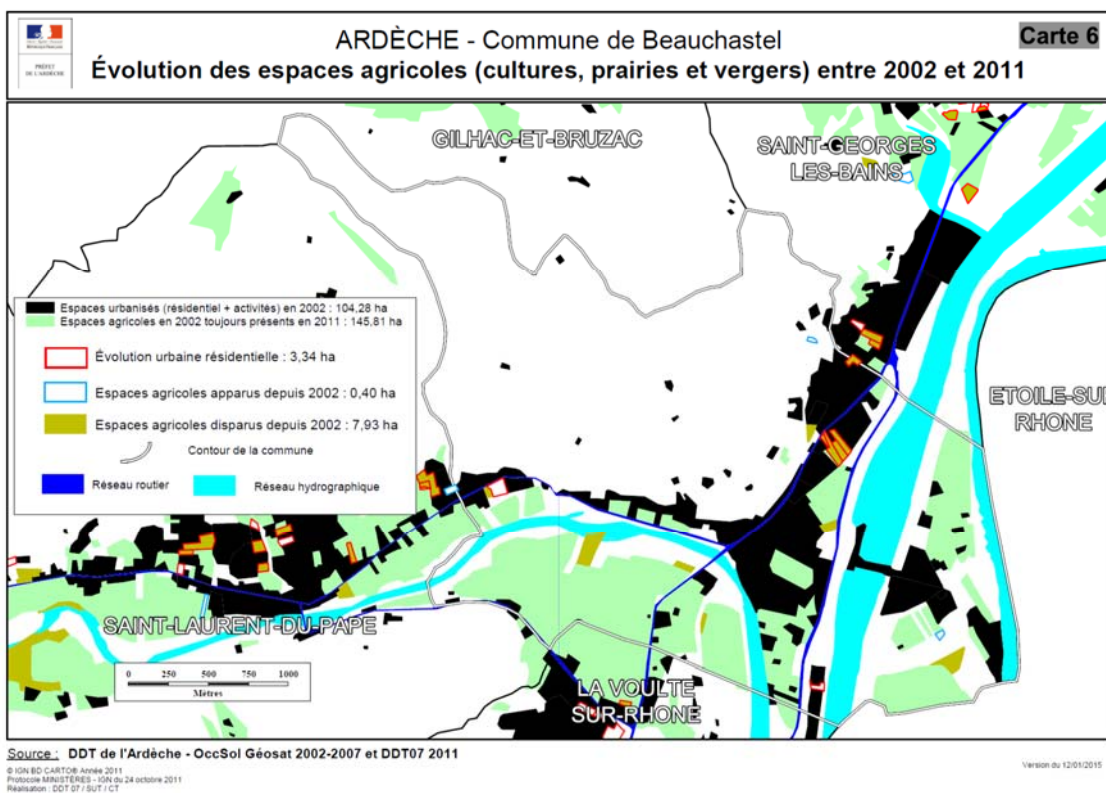 PRÉFET
DE L'ARDÈCHE
ARDÈCHE - Commune de Beauchastel
Carte 6
Évolution des espaces agricoles (cultures, prairies et vergers) entre 2002 et 2011
GILHAC-ET-BRUZAC
SAINT-GEORGES
LES-BAINS
Espaces urbanisés (résidentiel + activités) en 2002 : 104,28 ha
Espaces agricoles en 2002 toujours présents en 2011 : 145,81 ha
Évolution urbaine résidentielle : 3,34 ha
Espaces agricoles apparus depuis 2002 : 0,40 ha
Espaces agricoles disparus depuis 2002 : 7,93 ha
Contour de la commune
Réseau routier
Réseau hydrographique
ETOILE-SUR
RHONE
SAINT-LAURENT-DU-PAPE
0 250 500 750 1000
Mètres
LA VOULTE
SUR-RHONE
Source : DDT de l'Ardèche - OccSol Géosat 2002-2007 et DDT07 2011
© IGN BD CARTO® Année 2011
Protocole MINISTÈRES - IGN du 24 octobre 2011
Réalisation : DDT 07 / SUT / CT
Version du 12/01/2015